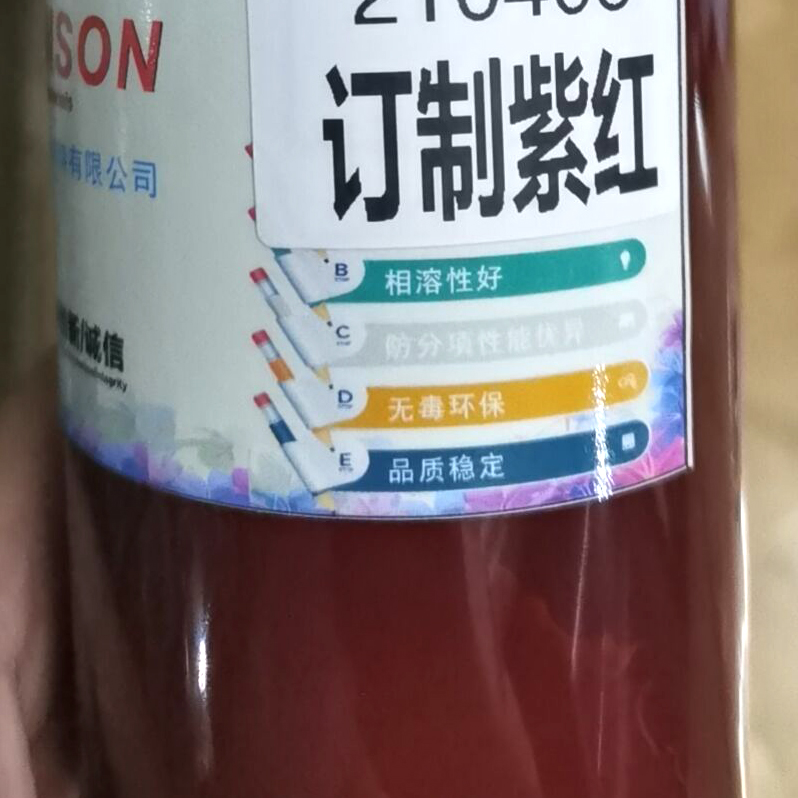 SON
订制紫红
有限公司
B 相溶性好
C 防分项性能优异
新/诚信
D 无毒环保
E 品质稳定